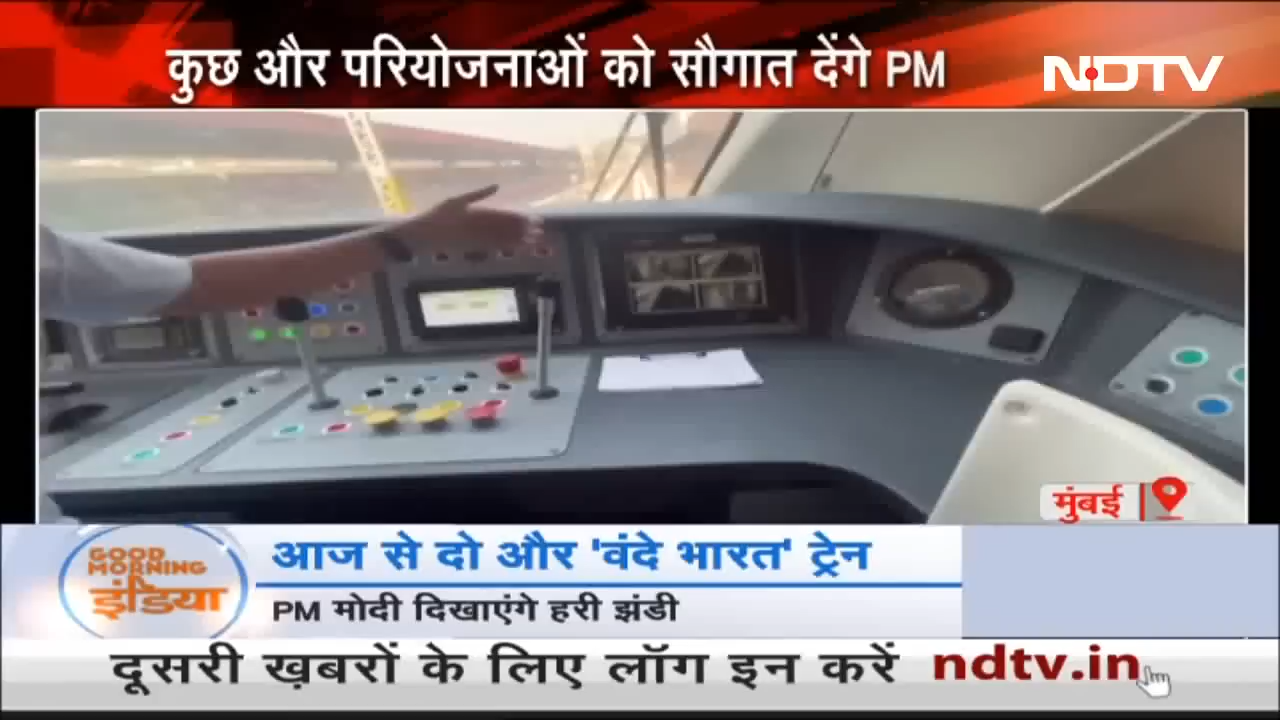 कुछ और परियोजनाओं को सौगात देंगे PM
NDTV
मुंबई
GOOD
MORNING
इंडिया
आज से दो और 'वंदे भारत' ट्रेन
PM मोदी दिखाएंगे हरी झंडी
दूसरी ख़बरों के लिए लॉग इन करें ndtv.in